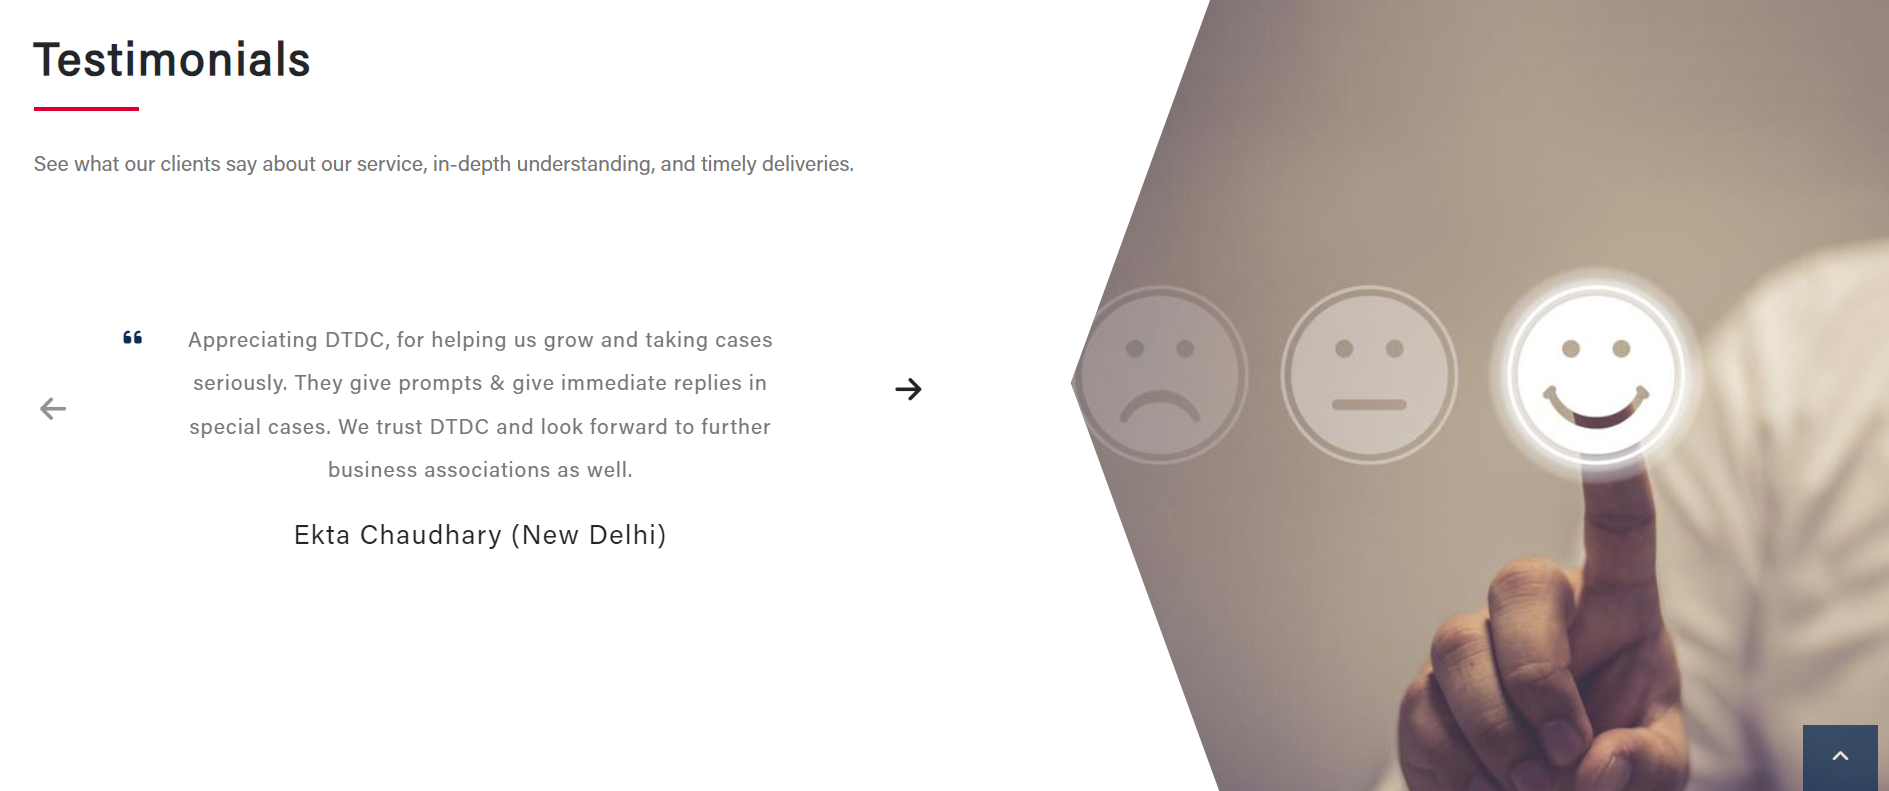 Testimonials
See what our clients say about our service, in-depth understanding, and timely deliveries.
“ Appreciating DTDC, for helping us grow and taking cases
seriously. They give prompts & give immediate replies in
special cases. We trust DTDC and look forward to further
business associations as well.
Ekta Chaudhary (New Delhi)